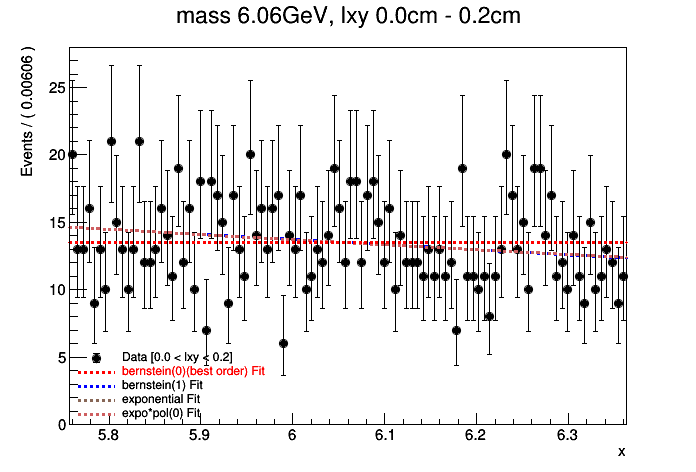 mass 6.06GeV, lxy 0.0cm - 0.2cm
Events / ( 0.00606 )
25
20
15
10
5
0
Data [0.0 < lxy < 0.2]
bernstein(0)(best order) Fit
bernstein(1) Fit
exponential Fit
expo*pol(0) Fit
5.8 5.9 6 6.1 6.2 6.3
x